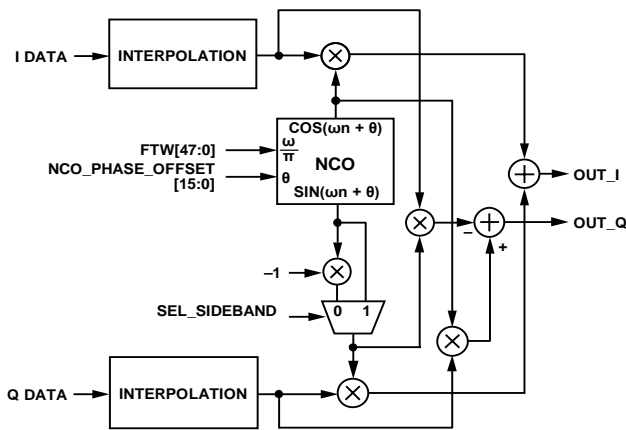 I DATA
INTERPOLATION
COS(ωn + θ)
FTW[47:0]
ω
π
NCO
NCO_PHASE_OFFSET
[15:0]
θ
SIN(ωn + θ)
OUT_I
OUT_Q
–
+
–1
0 1
SEL_SIDEBAND
Q DATA
INTERPOLATION